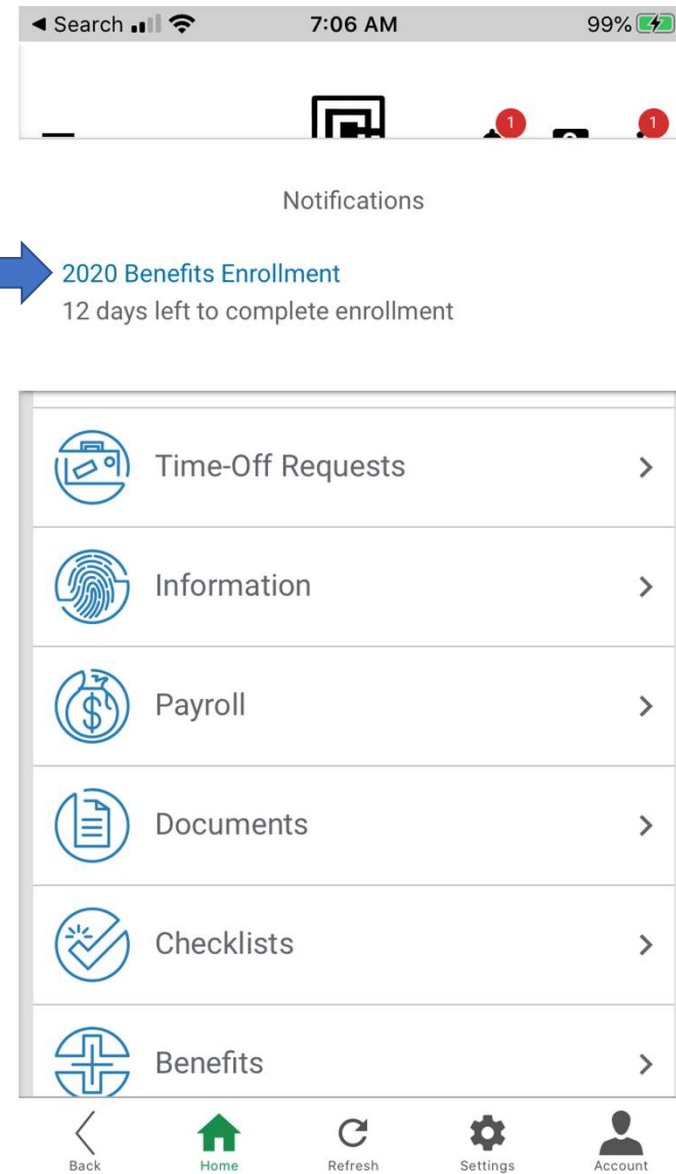 ◄ Search 7:06 AM 99%
1 1
Notifications
2020 Benefits Enrollment
12 days left to complete enrollment
Time-Off Requests
Information
$ Payroll
Documents
Checklists
Benefits
Back Home Refresh Settings Account